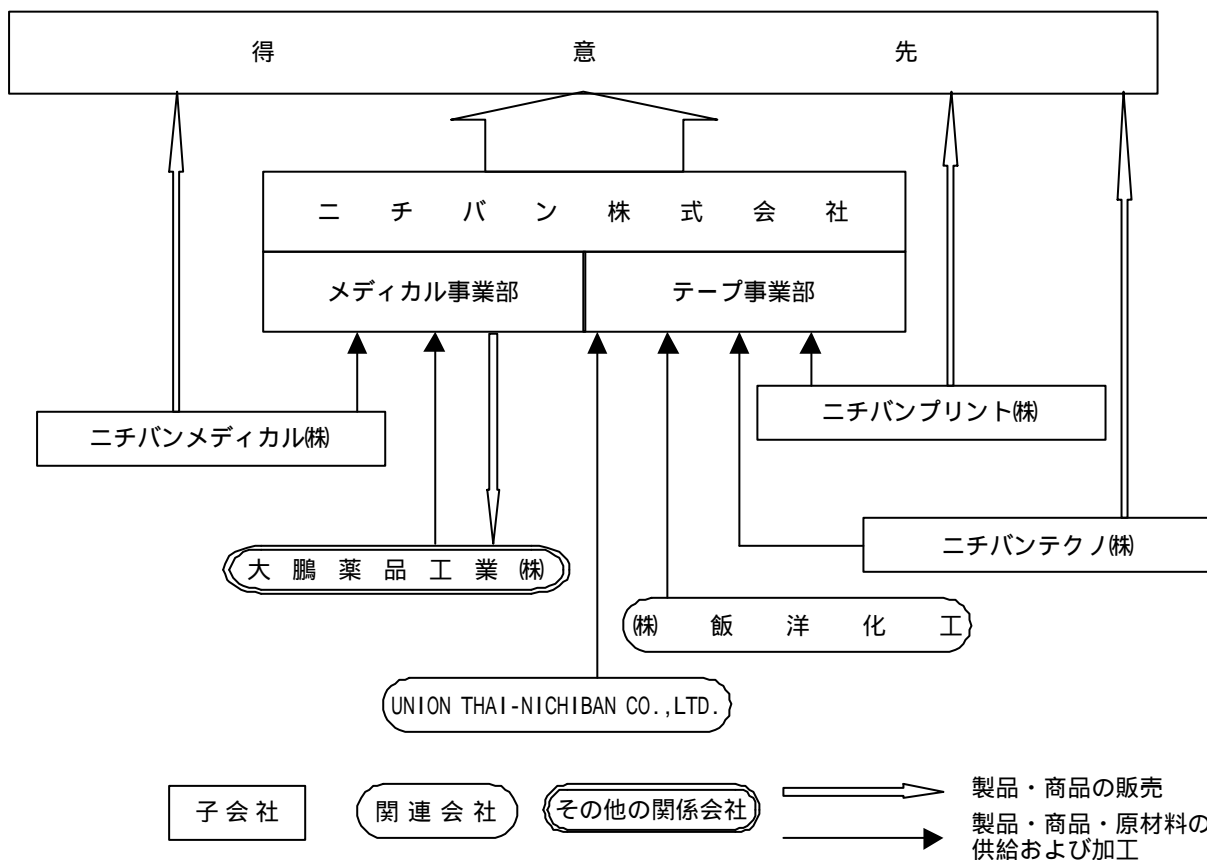 得意先
ニチバン株式会社
メディカル事業部
テープ事業部
ニチバンメディカル㈱
ニチバンプリント㈱
ニチバンテクノ㈱
大鵬薬品工業㈱
㈱飯洋化工
UNION THAI-NICHIBAN CO.,LTD.
子会社
関連会社
その他の関係会社
製品・商品の販売
製品・商品・原材料の
供給および加工